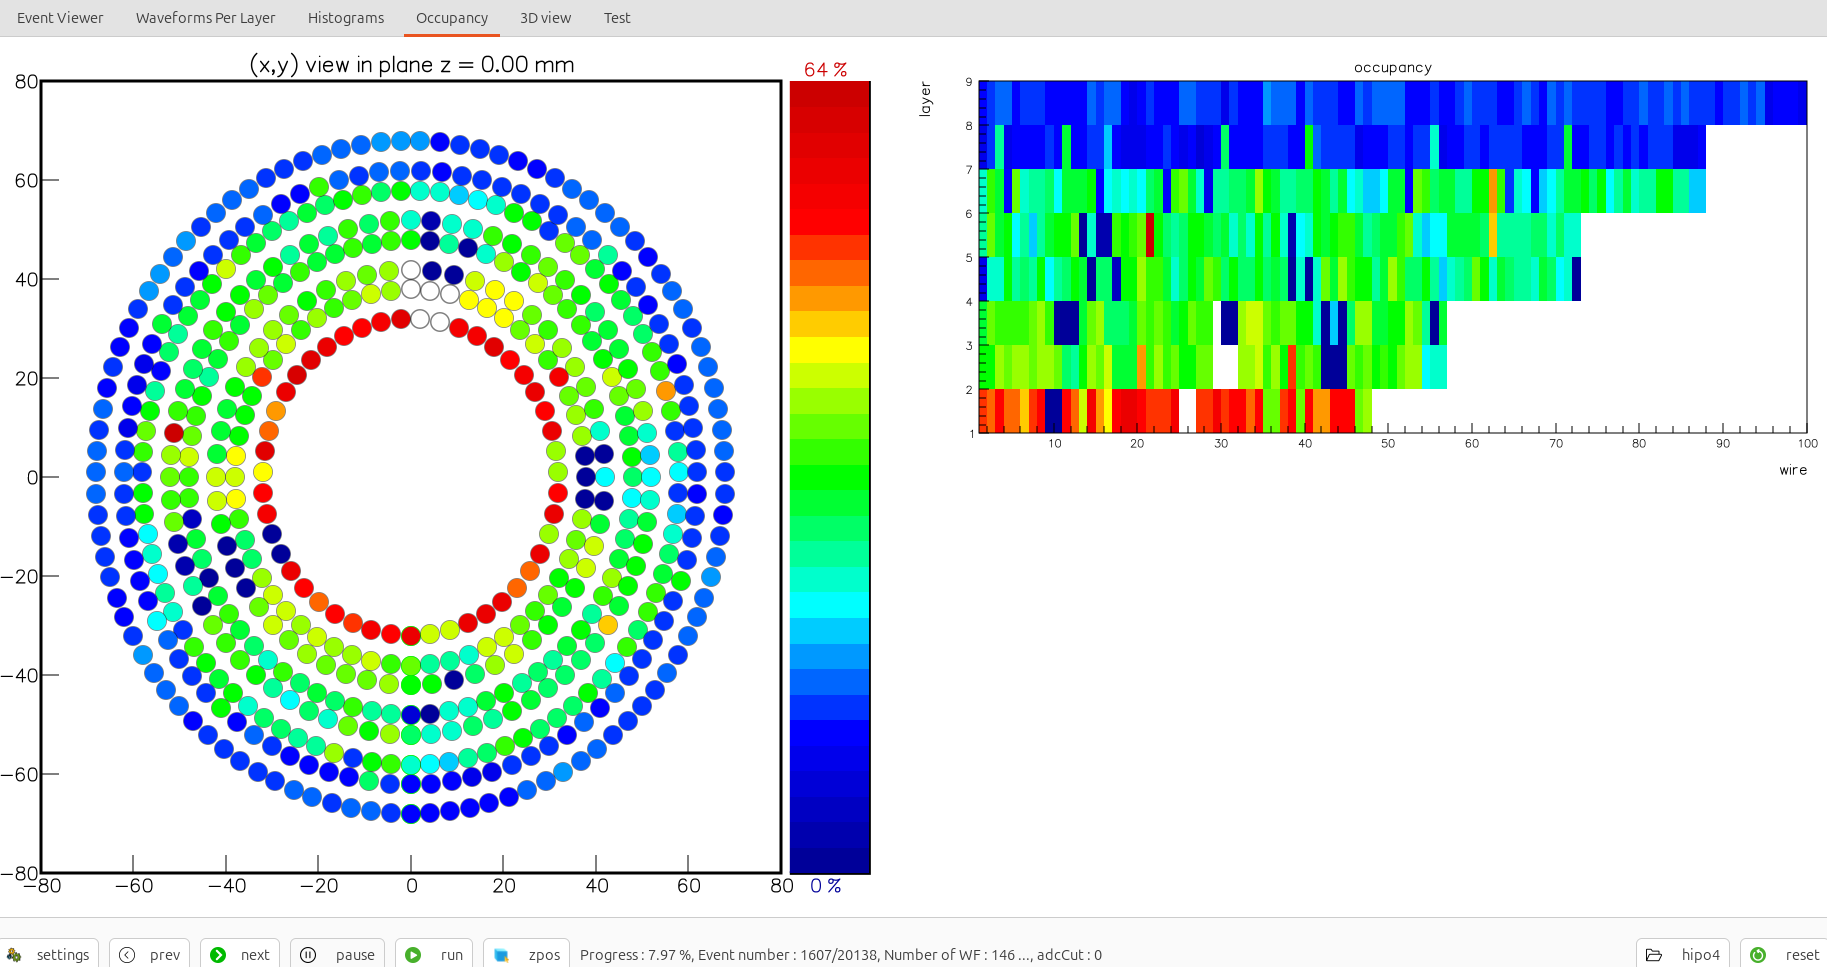 Event Viewer Waveforms Per Layer Histograms Occupancy 3D view Test
(x,y) view in plane z = 0.00 mm
64 %
occupancy
80
60
40
20
0
−20
−40
−60
−80
−80 −60 −40 −20 0 20 40 60 80
0 %
layer
9
8
7
6
5
4
3
2
1
10 20 30 40 50 60 70 80 90 100
wire
settings prev next pause run zpos Progress : 7.97 %, Event number : 1607/20138, Number of WF : 146 ..., adcCut : 0 hipo4 reset